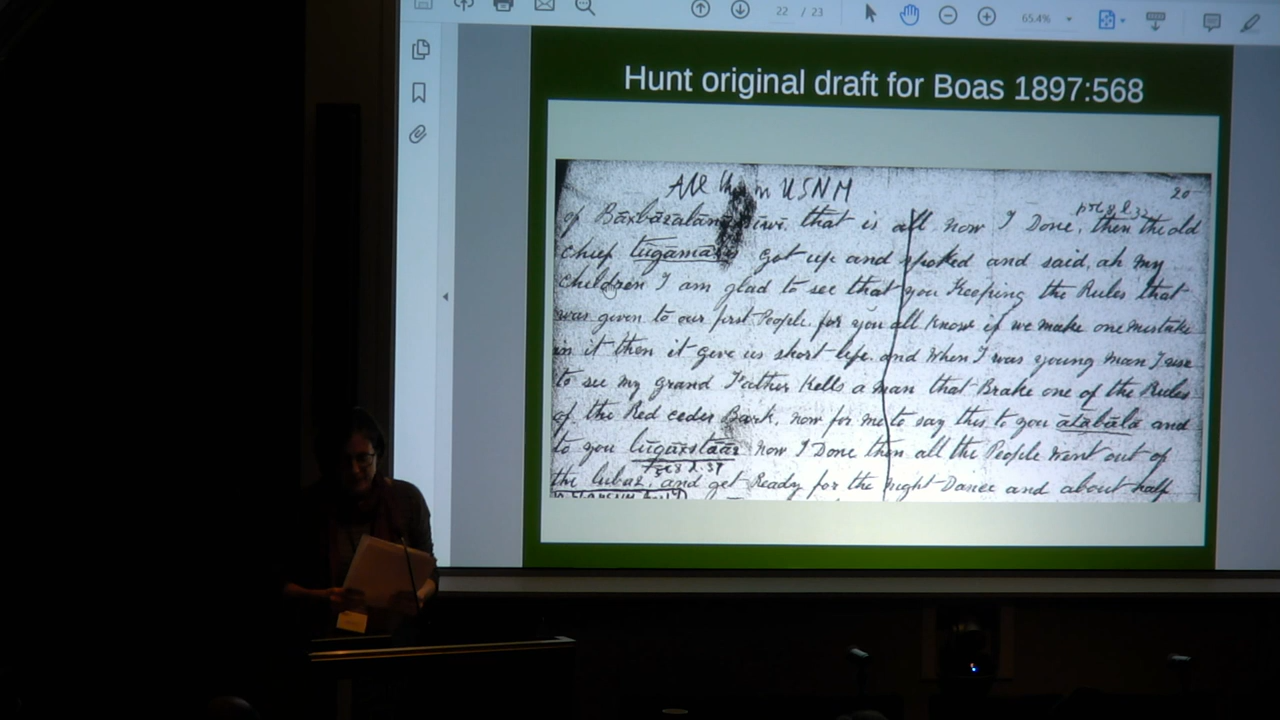 22 / 23
65.4%
Hunt original draft for Boas 1897:568
All in USNM
20
of that is all now I Done, then the old
chief got up and spoked and said, ah my
children I am glad to see that you Keeping the Rules that
was given to our first People. for you all know if we make one mistake
in it then it give us short life. and when I was young man I
to see my grand Father Kells a man that Brake one of the Rules
of the Red ceder Bark, now for me to say this to you ātabāla and
to you now I Done then all the People went out of
the and get Ready for the night Dance and about half